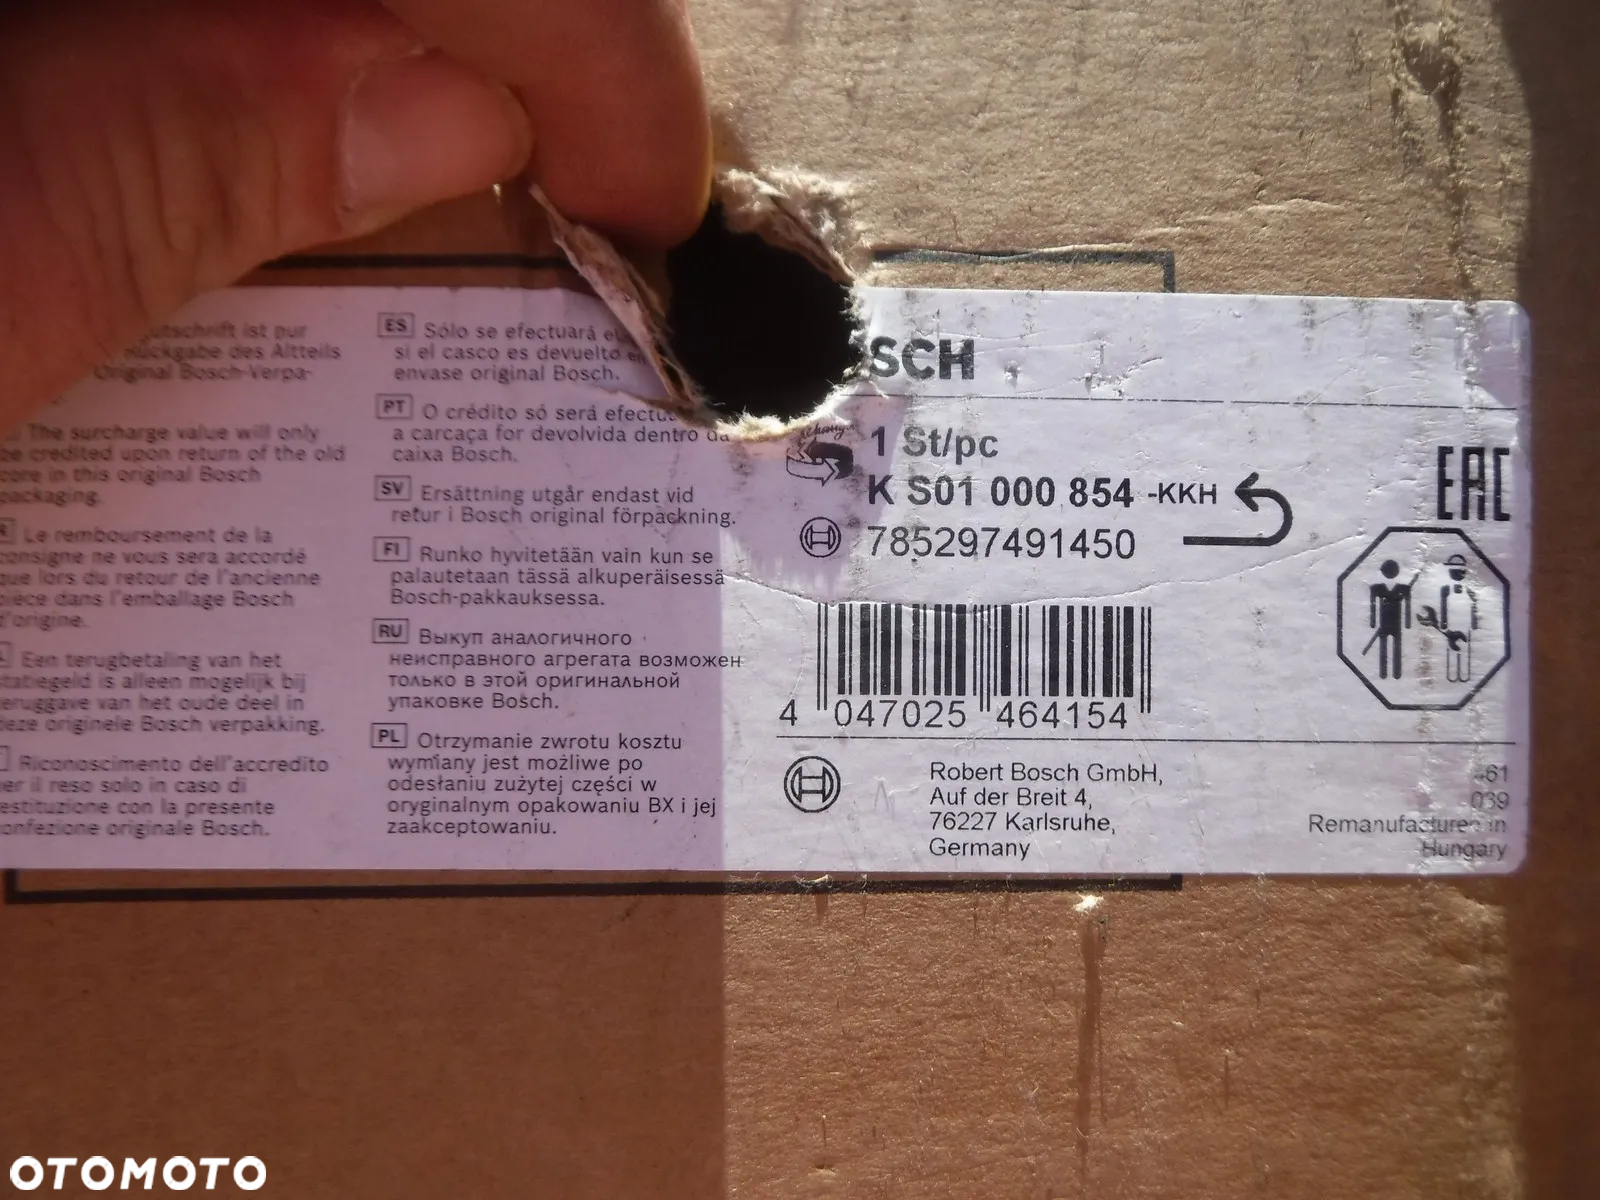 ist nur
Rückgabe des Altteils
Original Bosch-Verpa-
The surcharge value will only
be credited upon return of the old
core in this original Bosch
packaging.
Le remboursement de la
consigne ne vous sera accordé
que lors du retour de l'ancienne
pièce dans l'emballage Bosch
d'origine.
Een terugbetaling van het
statiegeld is alleen mogelijk bij
teruggave van het oude deel in
deze originele Bosch verpakking.
Riconoscimento dell'accredito
per il reso solo in caso di
restituzione con la presente
confezione originale Bosch.
ES Sólo se efectuará
si el casco es devuelto
envase original Bosch.
PT O crédito só será
a carcaça for devolvida dentro da
caixa Bosch.
SV Ersättning utgår endast vid
retur i Bosch original förpackning.
FI Runko hyvitetään vain kun se
palautetaan tässä alkuperäisessä
Bosch-pakkauksessa.
RU Выкуп аналогичного
неисправного агрегата возможен
только в этой оригинальной
упаковке Bosch.
PL Otrzymanie zwrotu kosztu
wymiany jest możliwe po
odesłaniu zużytej części w
oryginalnym opakowaniu BX i jej
zaakceptowaniu.
SCH
1 St/pc
K S01 000 854 -KKH
785297491450
EAC
4 047025 464154
Robert Bosch GmbH,
Auf der Breit 4,
76227 Karlsruhe,
Germany
461
039
Remanufactured in
Hungary
OTOMOTO